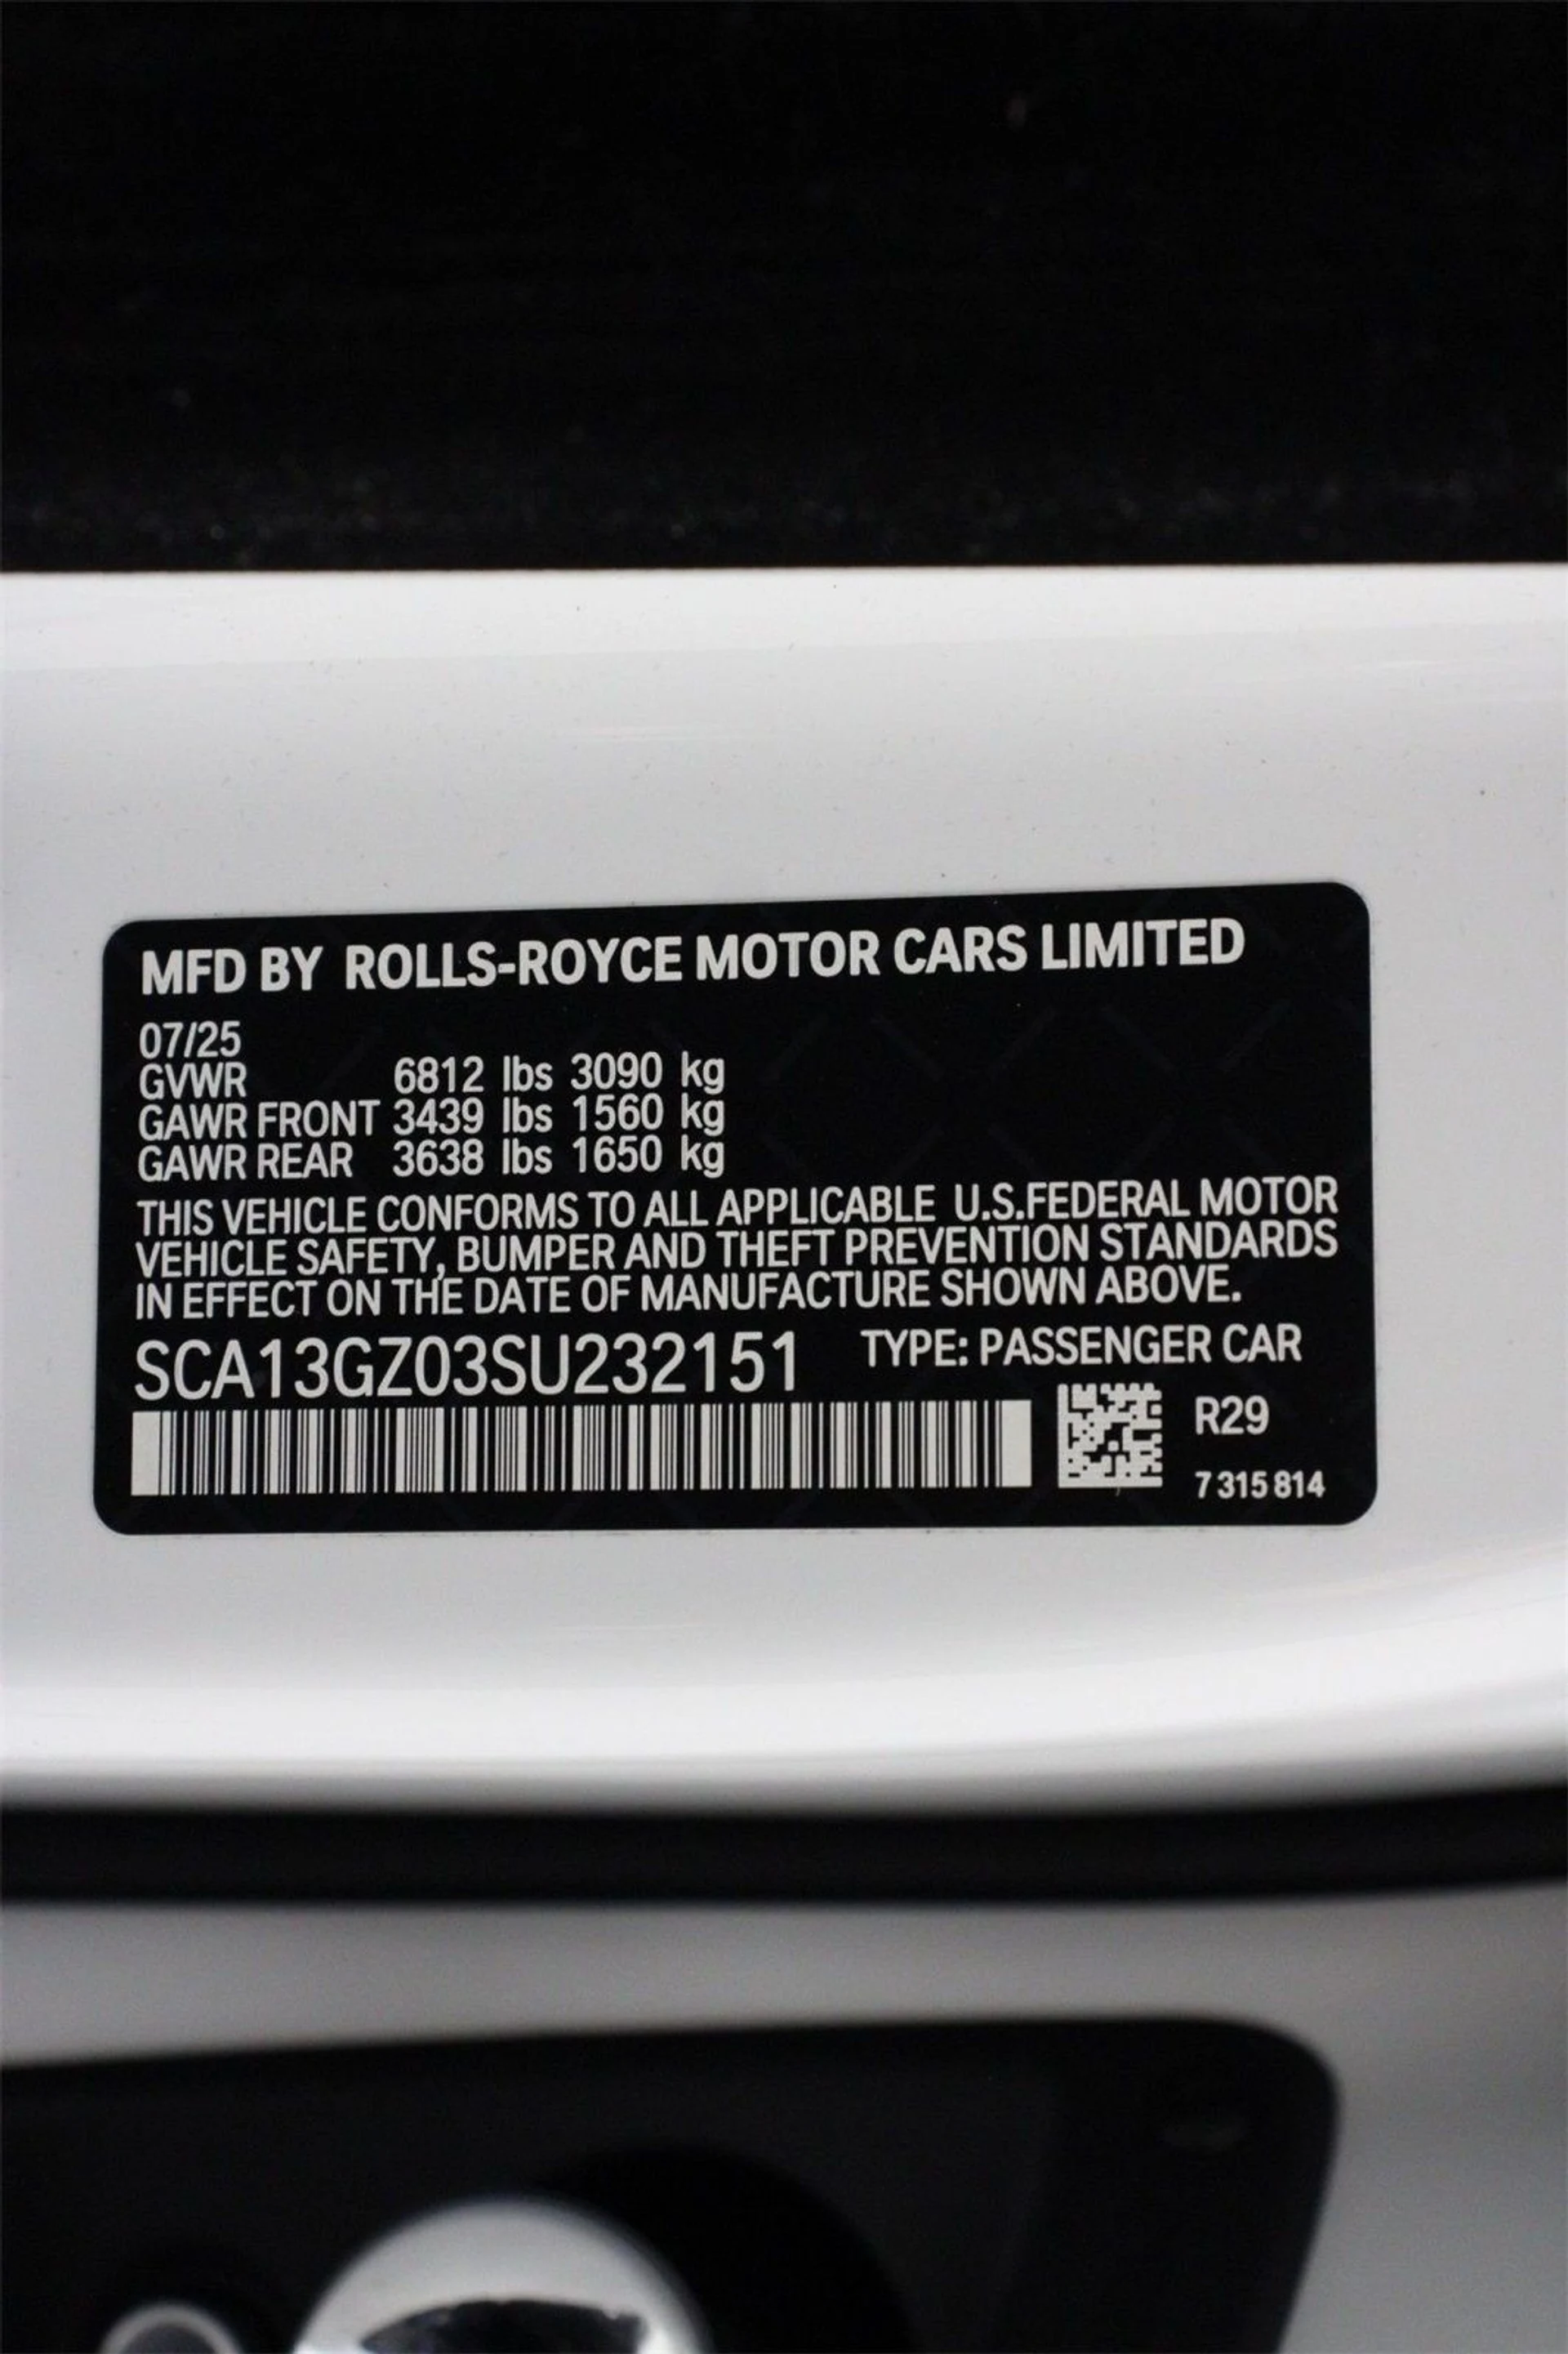 MFD BY ROLLS-ROYCE MOTOR CARS LIMITED
07/25
GVWR 6812 lbs 3090 kg
GAWR FRONT 3439 lbs 1560 kg
GAWR REAR 3638 lbs 1650 kg
THIS VEHICLE CONFORMS TO ALL APPLICABLE U.S.FEDERAL MOTOR
VEHICLE SAFETY, BUMPER AND THEFT PREVENTION STANDARDS
IN EFFECT ON THE DATE OF MANUFACTURE SHOWN ABOVE.
SCA13GZ03SU232151 TYPE: PASSENGER CAR
R29
7 315 814